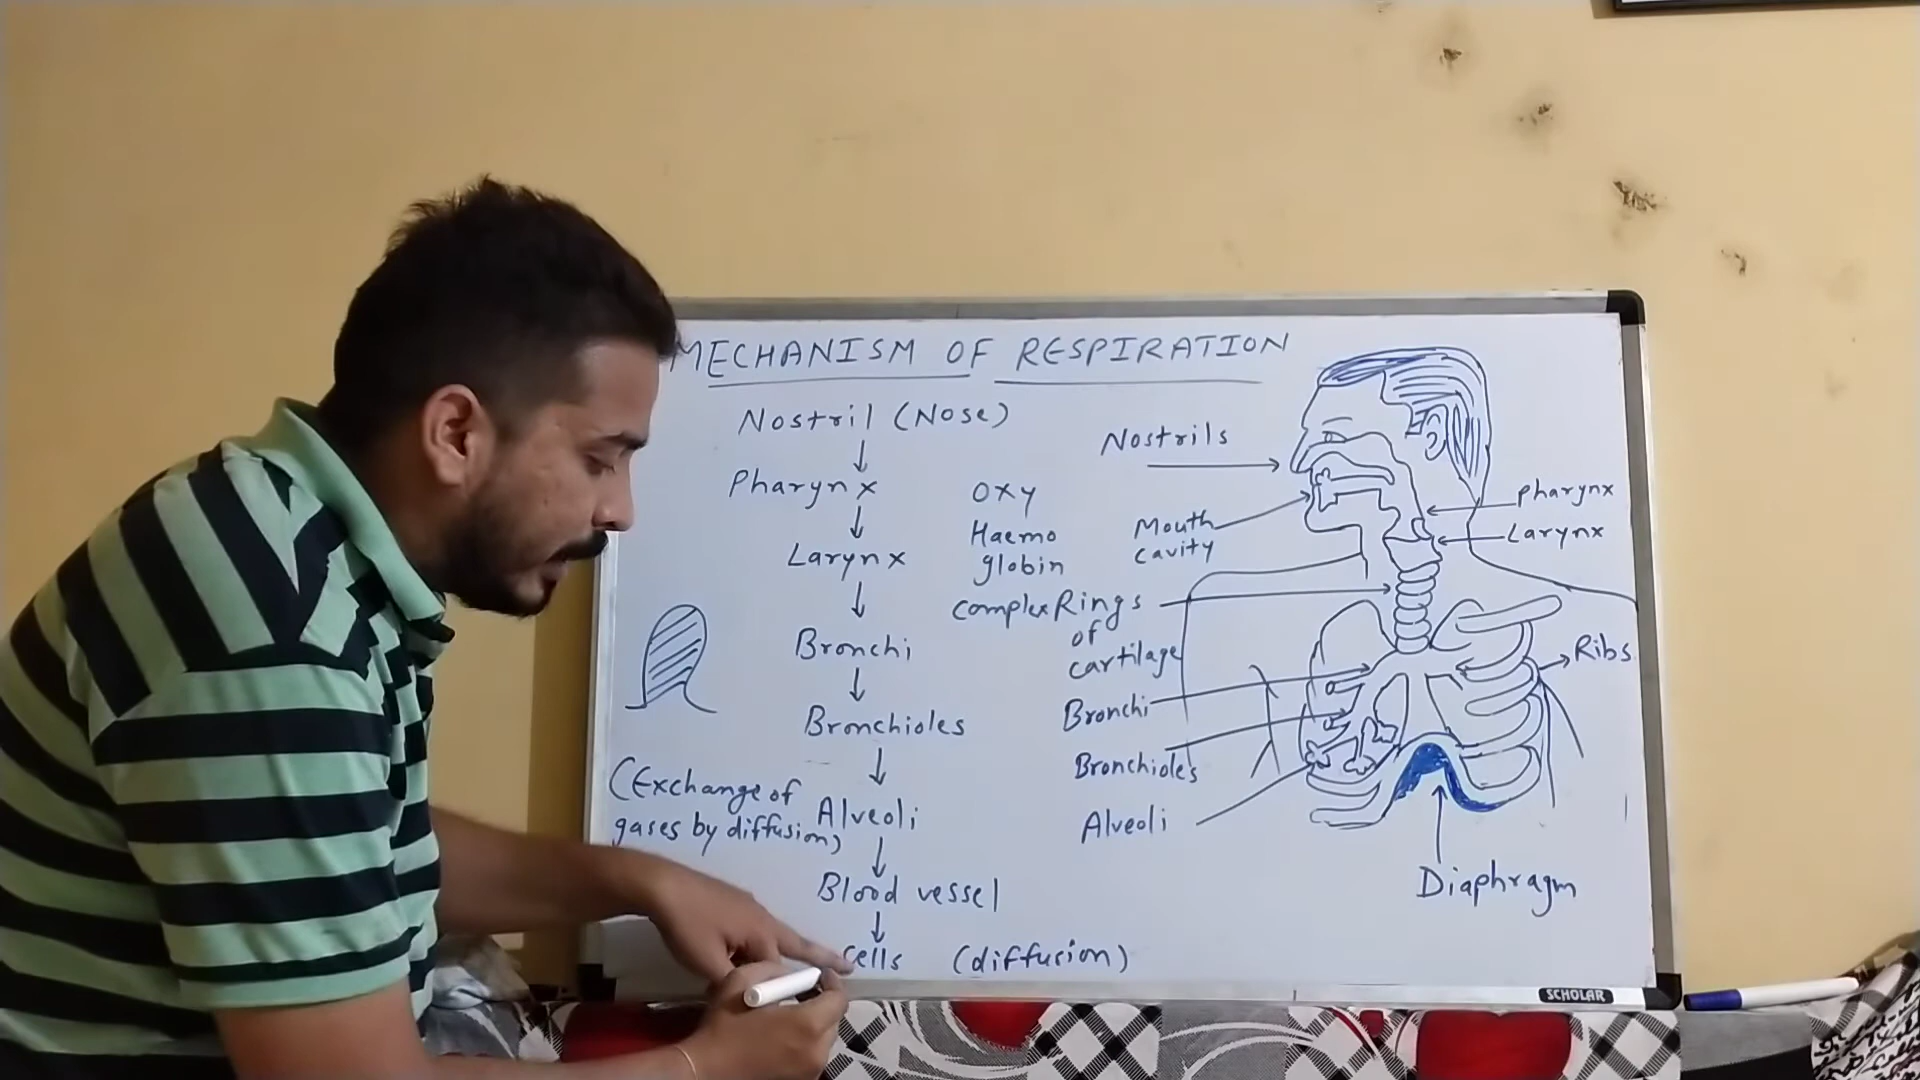 MECHANISM OF RESPIRATION
Nostril (Nose)
Pharynx
Larynx
Bronchi
Bronchioles
(Exchange of
gases by diffusion)
Alveoli
Blood vessel
Cells (diffusion)
Oxy
Haemo
globin
complex
Nostrils
Mouth
cavity
Rings
of
cartilage
Bronchi
Bronchioles
Alveoli
Pharynx
Larynx
Ribs
Diaphragm
SCHOLAR